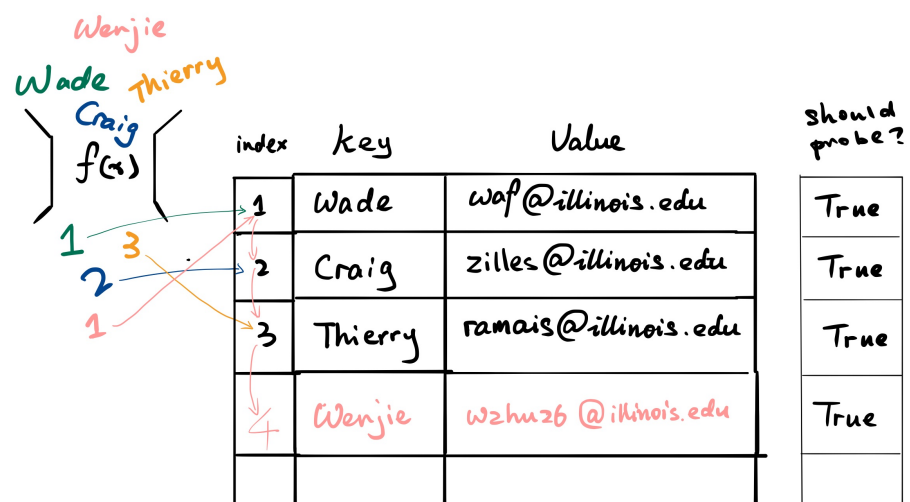 Wenjie
Wade Thierry
Craig
f(x)
1 3
2
1
index Key Value should probe?
1 Wade waf@illinois.edu True
2 Craig zilles@illinois.edu True
3 Thierry ramais@illinois.edu True
4 Wenjie wzhuz6@illinois.edu True